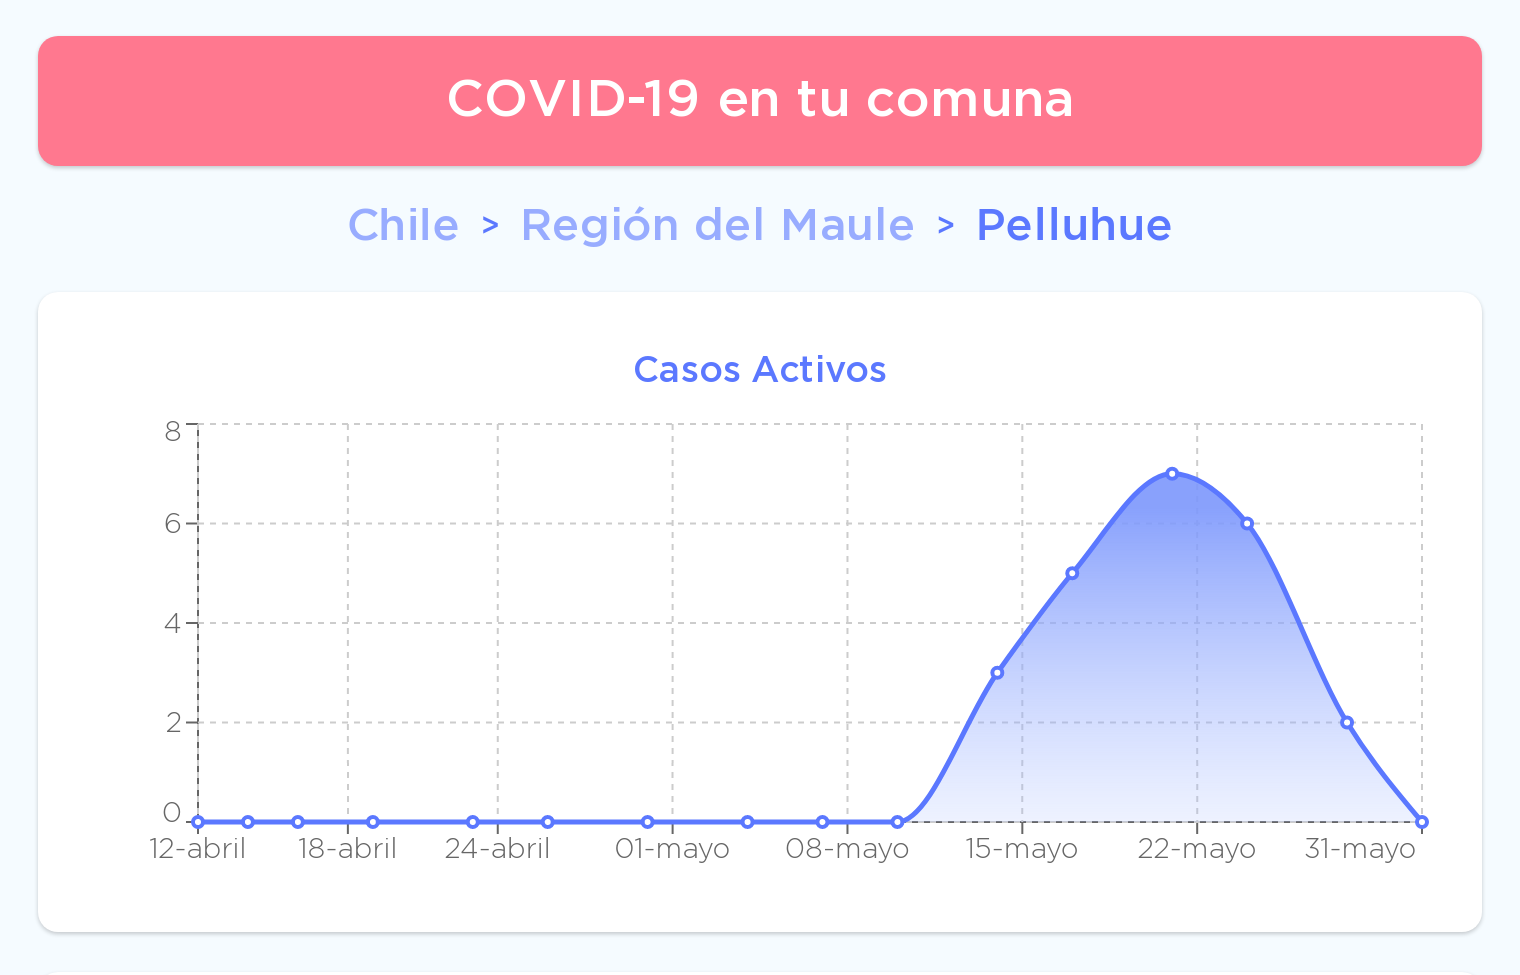 COVID-19 en tu comuna
Chile > Región del Maule > Pelluhue
Casos Activos
8
6
4
2
0
12-abril 18-abril 24-abril 01-mayo 08-mayo 15-mayo 22-mayo 31-mayo